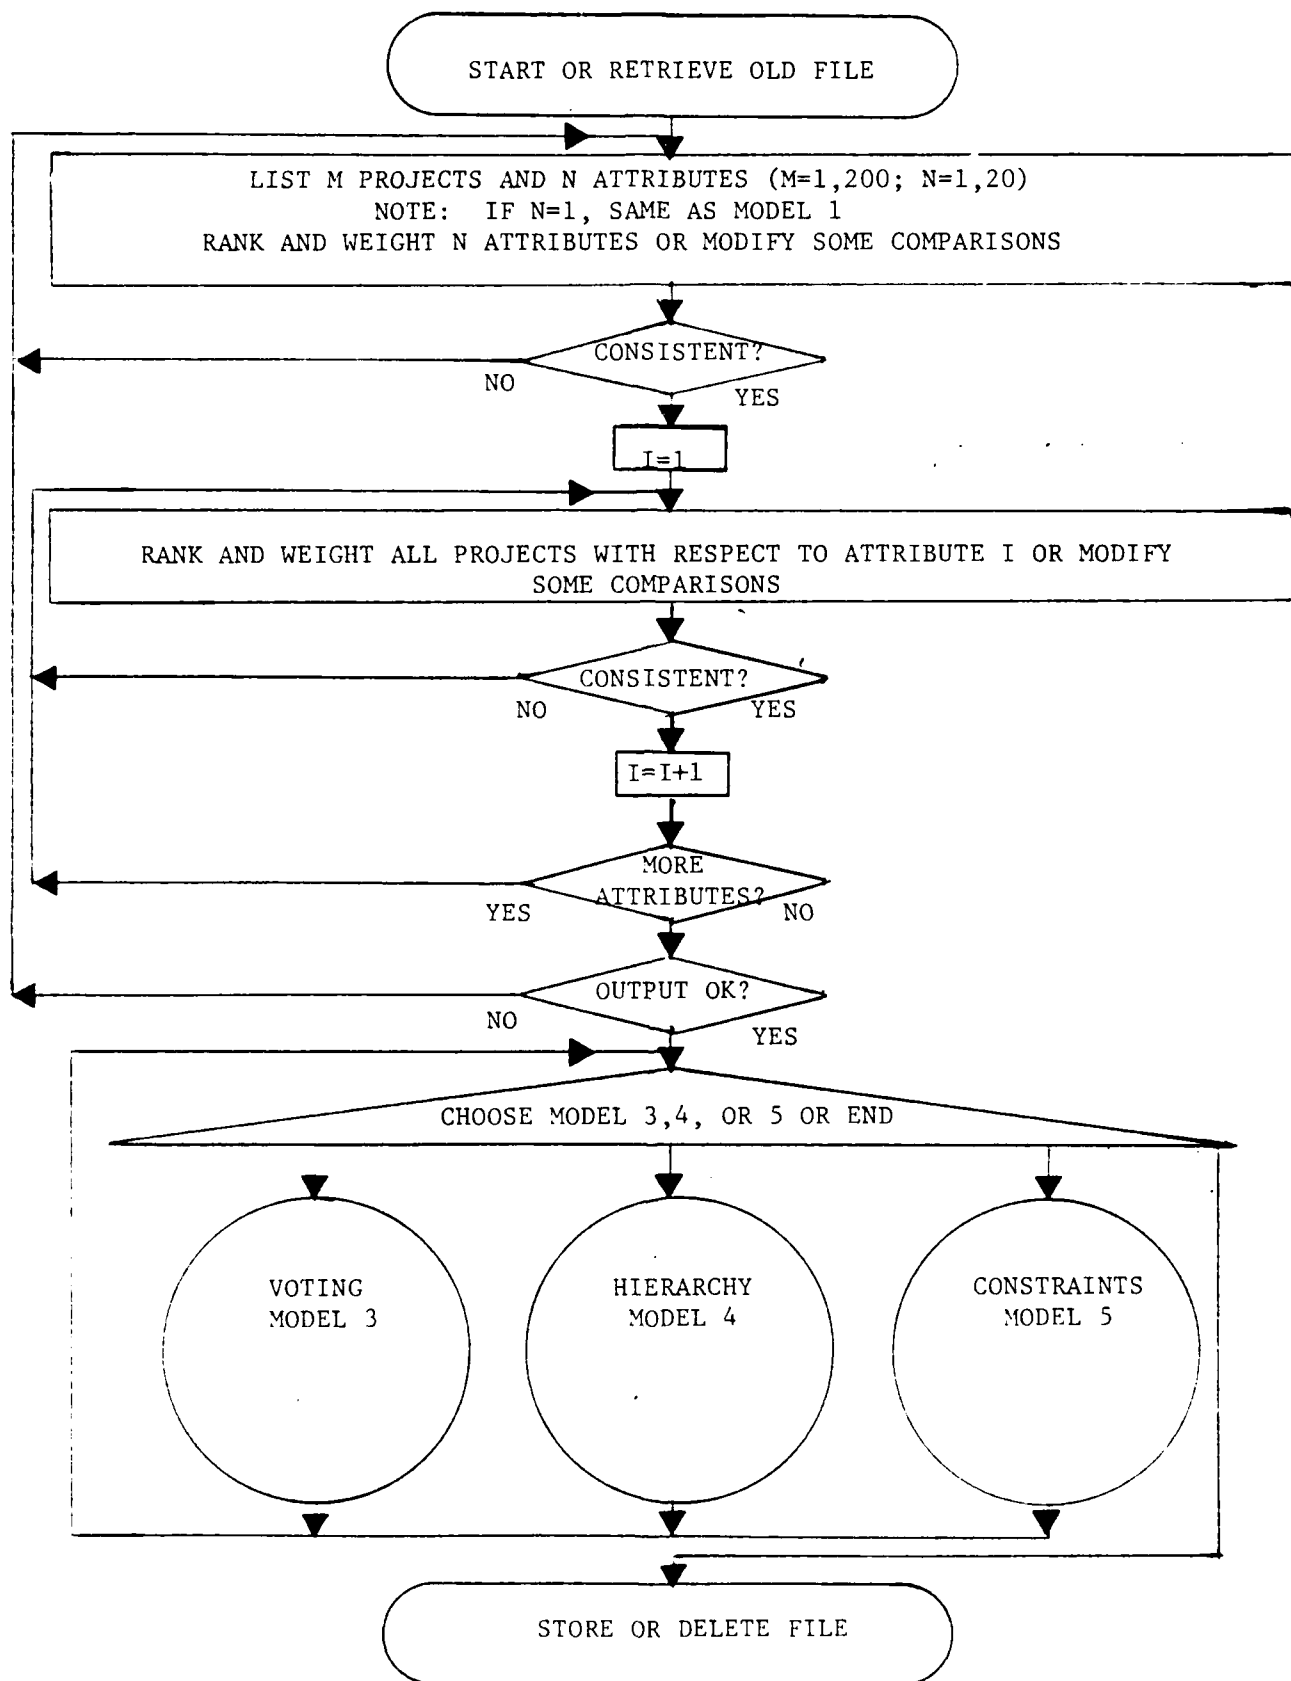 START OR RETRIEVE OLD FILE
LIST M PROJECTS AND N ATTRIBUTES (M=1,200; N=1,20)
NOTE: IF N=1, SAME AS MODEL 1
RANK AND WEIGHT N ATTRIBUTES OR MODIFY SOME COMPARISONS
CONSISTENT?
NO
YES
I=1
RANK AND WEIGHT ALL PROJECTS WITH RESPECT TO ATTRIBUTE I OR MODIFY
SOME COMPARISONS
CONSISTENT?
NO
YES
I=I+1
MORE
ATTRIBUTES?
YES
NO
OUTPUT OK?
NO
YES
CHOOSE MODEL 3,4, OR 5 OR END
VOTING
MODEL 3
HIERARCHY
MODEL 4
CONSTRAINTS
MODEL 5
STORE OR DELETE FILE